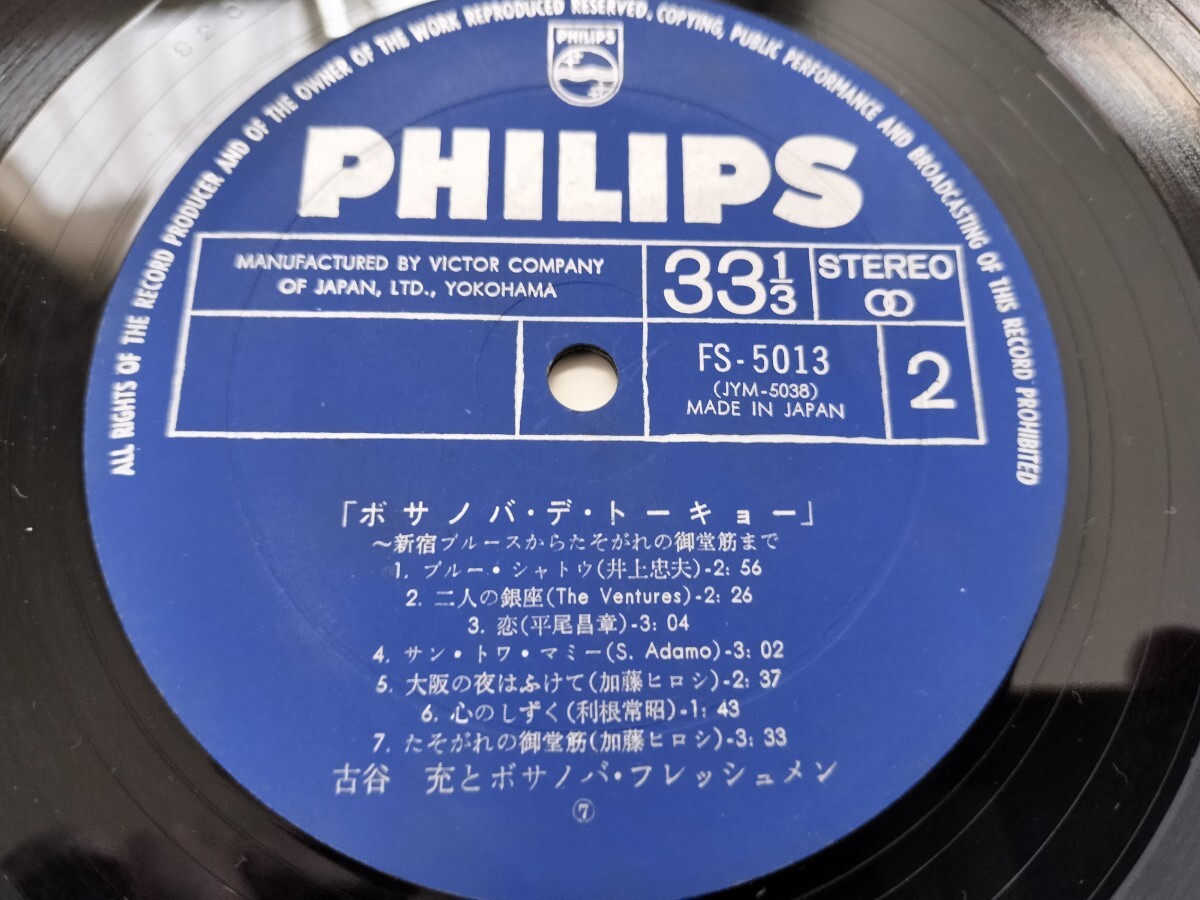 ALL RIGHTS OF THE RECORD PRODUCER AND OF THE OWNER OF THE WORK REPRODUCED RESERVED. COPYING, PUBLIC PERFORMANCE AND BROADCASTING OF THIS RECORD PROHIBITED
PHILIPS
PHILIPS
MANUFACTURED BY VICTOR COMPANY
OF JAPAN, LTD., YOKOHAMA
33 1/3
STEREO
FS-5013
(JYM-5038)
MADE IN JAPAN
2
「ボサノバ・デ・トーキョー」
~新宿ブルースからたそがれの御堂筋まで
1. ブルー・シャトウ(井上忠夫)-2: 56
2. 二人の銀座(The Ventures)-2: 26
3. 恋(平尾昌章)-3: 04
4. サン・トワ・マミー(S. Adamo)-3: 02
5. 大阪の夜はふけて(加藤ヒロシ)-2: 37
6. 心のしずく(利根常昭)-1: 43
7. たそがれの御堂筋(加藤ヒロシ)-3: 33
古谷 充とボサノバ・フレッシュメン
⑦